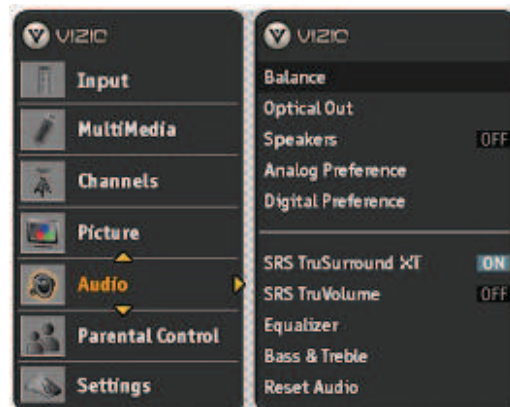 V VIZIO
Input
MultiMedia
Channels
Picture
Audio
Parental Control
Settings
V VIZIO
Balance
Optical Out
Speakers OFF
Analog Preference
Digital Preference
SRS TruSurround XT ON
SRS TruVolume OFF
Equalizer
Bass & Treble
Reset Audio